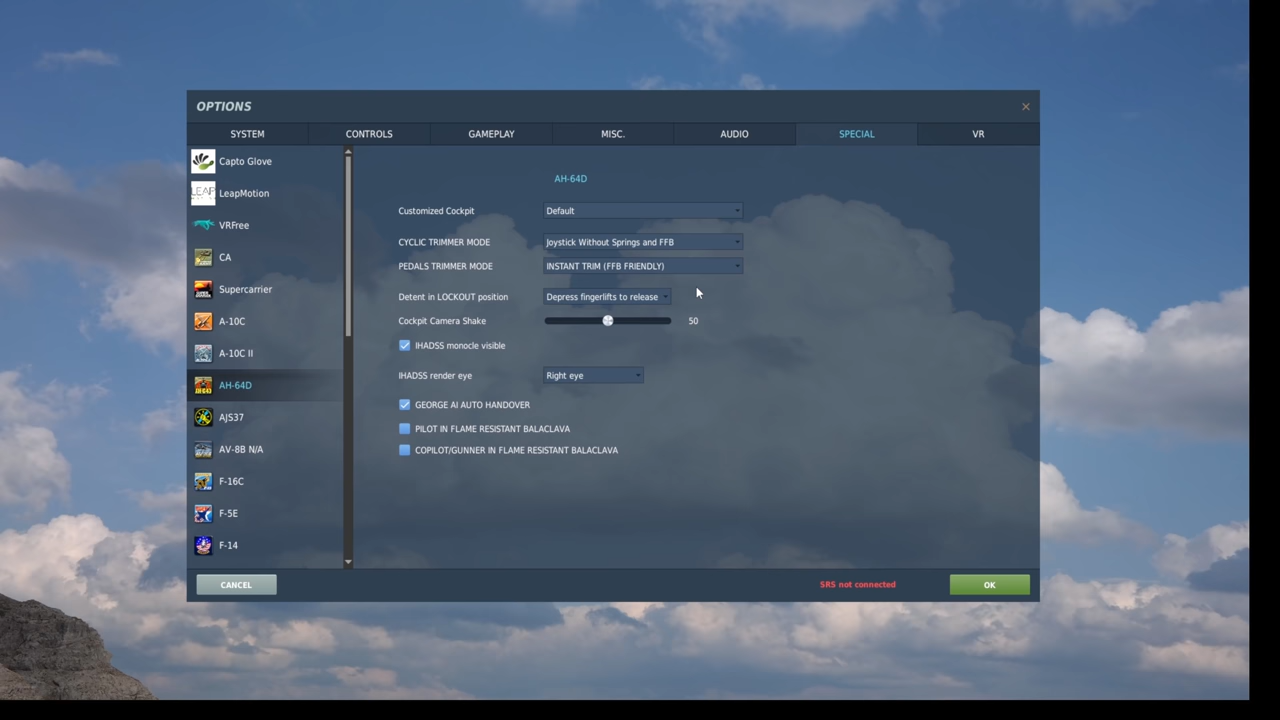 OPTIONS
SYSTEM CONTROLS GAMEPLAY MISC. AUDIO SPECIAL VR
Capto Glove
LEAP
LeapMotion
VRFree
CA
Supercarrier
A-10C
A-10C II
AH-64D
AJS37
AV-8B N/A
F-16C
F-5E
F-14
AH-64D
Customized Cockpit Default
CYCLIC TRIMMER MODE Joystick Without Springs and FFB
PEDALS TRIMMER MODE INSTANT TRIM (FFB FRIENDLY)
Detent in LOCKOUT position Depress fingerlifts to release
Cockpit Camera Shake 50
IHADSS monocle visible
IHADSS render eye Right eye
GEORGE AI AUTO HANDOVER
PILOT IN FLAME RESISTANT BALACLAVA
COPILOT/GUNNER IN FLAME RESISTANT BALACLAVA
CANCEL SRS not connected OK